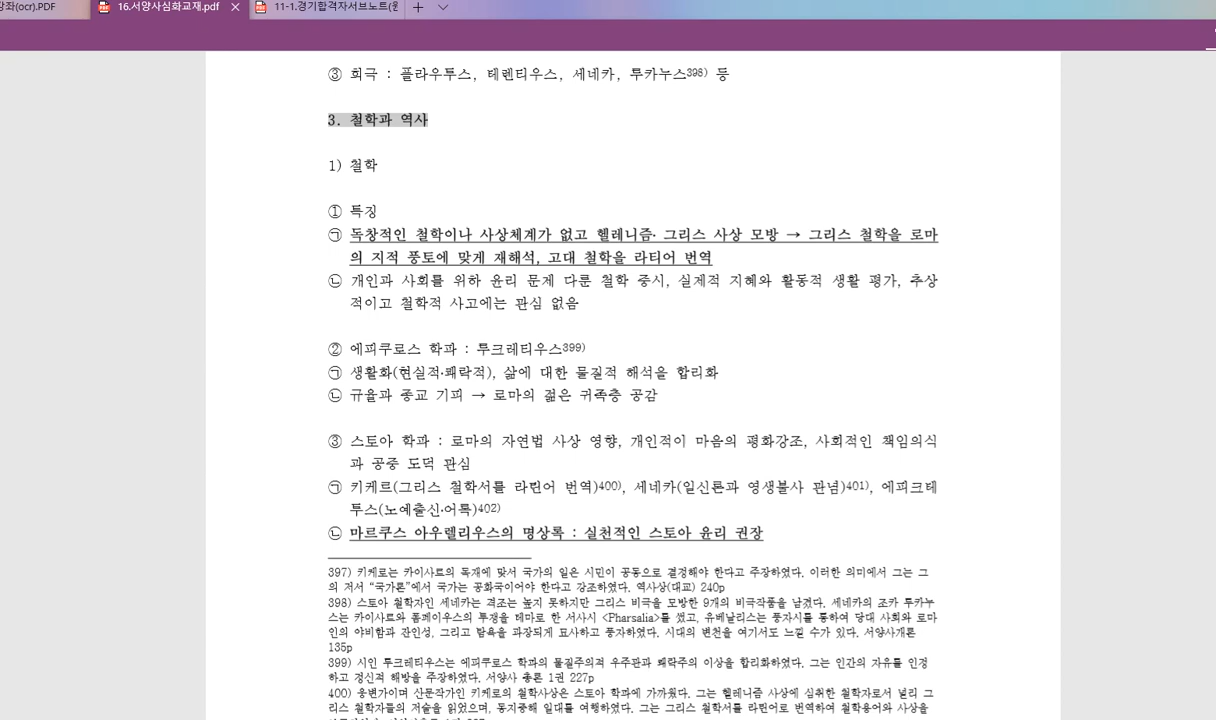 강좌(ocr).PDF
16.서양사심화교재.pdf
11-1.경기합격자서브노트(윤
③ 희극 : 플라우투스, 테렌티우스, 세네카, 루카누스398) 등
3. 철학과 역사
1) 철학
① 특징
㉠ 독창적인 철학이나 사상체계가 없고 헬레니즘· 그리스 사상 모방 → 그리스 철학을 로마
의 지적 풍토에 맞게 재해석, 고대 철학을 라티어 번역
㉡ 개인과 사회를 위하 윤리 문제 다룬 철학 중시, 실제적 지혜와 활동적 생활 평가, 추상
적이고 철학적 사고에는 관심 없음
② 에피쿠로스 학파 : 루크레티우스399)
㉠ 생활화(현실적·쾌락적), 삶에 대한 물질적 해석을 합리화
㉡ 규율과 종교 기피 → 로마의 젊은 귀족층 공감
③ 스토아 학파 : 로마의 자연법 사상 영향, 개인적이 마음의 평화강조, 사회적인 책임의식
과 공중 도덕 관심
㉠ 키케르(그리스 철학서를 라틴어 번역)400), 세네카(일신론과 영생불사 관념)401), 에피크테
투스(노예출신·어록)402)
㉡ 마르쿠스 아우렐리우스의 명상록 : 실천적인 스토아 윤리 권장
397) 키케로는 카이사르의 독재에 맞서 국가의 일은 시민이 공동으로 결정해야 한다고 주장하였다. 이러한 의미에서 그는 그
의 저서 “국가론”에서 국가는 공화국이어야 한다고 강조하였다. 역사상(대교) 240p
398) 스토아 철학자인 세네카는 격조는 높지 못하지만 그리스 비극을 모방한 9개의 비극작품을 남겼다. 세네카의 조카 루카누
스는 카이사르와 폼페이우스의 투쟁을 테마로 한 서사시 <Pharsalia>를 썼고, 유베날리스는 풍자시를 통하여 당대 사회와 로마
인의 야비함과 잔인성, 그리고 탐욕을 과장되게 묘사하고 풍자하였다. 시대의 변천을 여기서도 느낄 수가 있다. 서양사개론
135p
399) 시인 루크레티우스는 에피쿠로스 학파의 물질주의적 우주관과 쾌락주의 이상을 합리화하였다. 그는 인간의 자유를 인정
하고 정신적 해방을 주장하였다. 서양사 총론 1권 227p
400) 웅변가이며 산문작가인 키케로의 철학사상은 스토아 학파에 가까웠다. 그는 헬레니즘 사상에 심취한 철학자로서 널리 그
리스 철학자들의 저술을 읽었으며, 동지중해 일대를 여행하였다. 그는 그리스 철학서를 라틴어로 번역하여 철학용어와 사상을